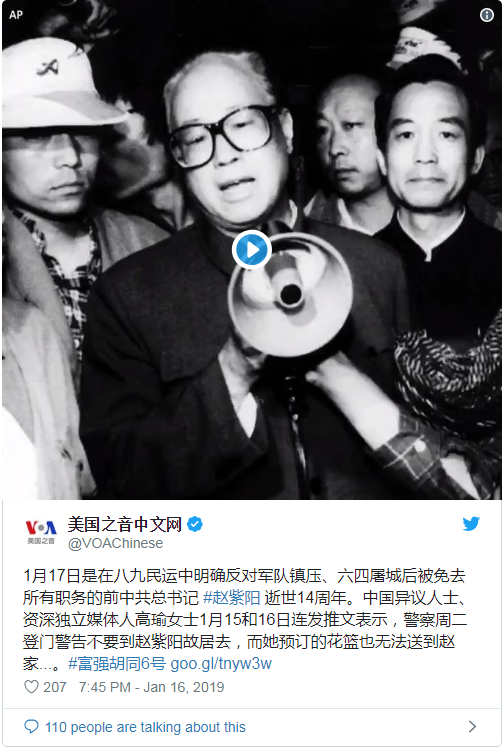 AP
VOA
美国之音
美国之音中文网
@VOAChinese
1月17日是在八九民运中明确反对军队镇压、六四屠城后被免去
所有职务的前中共总书记 #赵紫阳 逝世14周年。中国异议人士、
资深独立媒体人高瑜女士1月15和16日连发推文表示，警察周二
登门警告不要到赵紫阳故居去，而她预订的花篮也无法送到赵
家...。#富强胡同6号 goo.gl/tnyw3w
207 7:45 PM - Jan 16, 2019
110 people are talking about this